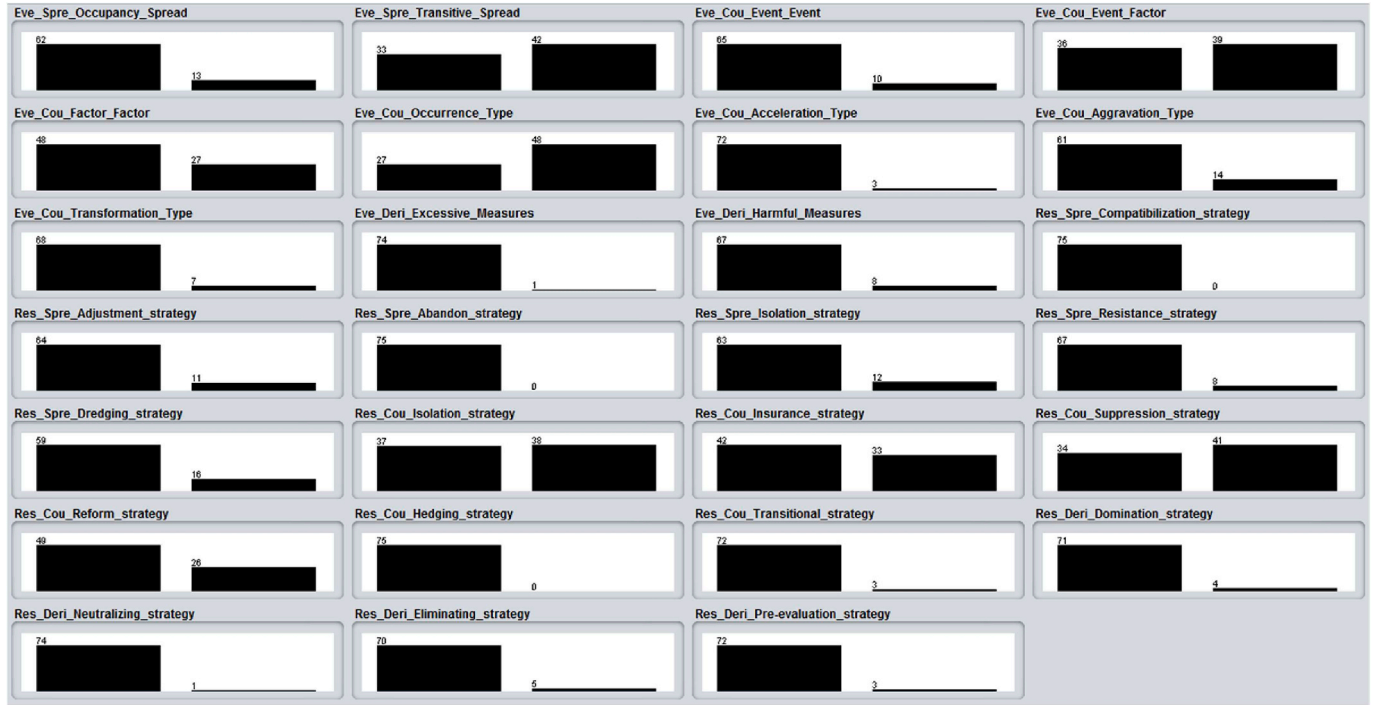 Eve_Spre_Occupancy_Spread Eve_Spre_Transitive_Spread Eve_Cou_Event_Event Eve_Cou_Event_Factor
62 13 33 42 65 10 36 39
Eve_Cou_Factor_Factor Eve_Cou_Occurrence_Type Eve_Cou_Acceleration_Type Eve_Cou_Aggravation_Type
48 27 27 48 72 3 61 14
Eve_Cou_Transformation_Type Eve_Deri_Excessive_Measures Eve_Deri_Harmful_Measures Res_Spre_Compatibilization_strategy
68 7 74 1 67 8 75 0
Res_Spre_Adjustment_strategy Res_Spre_Abandon_strategy Res_Spre_Isolation_strategy Res_Spre_Resistance_strategy
64 11 75 0 63 12 67 8
Res_Spre_Dredging_strategy Res_Cou_Isolation_strategy Res_Cou_Insurance_strategy Res_Cou_Suppression_strategy
59 16 37 38 42 33 34 41
Res_Cou_Reform_strategy Res_Cou_Hedging_strategy Res_Cou_Transitional_strategy Res_Deri_Domination_strategy
49 26 75 0 72 3 71 4
Res_Deri_Neutralizing_strategy Res_Deri_Eliminating_strategy Res_Deri_Pre-evaluation_strategy
74 1 70 5 72 3